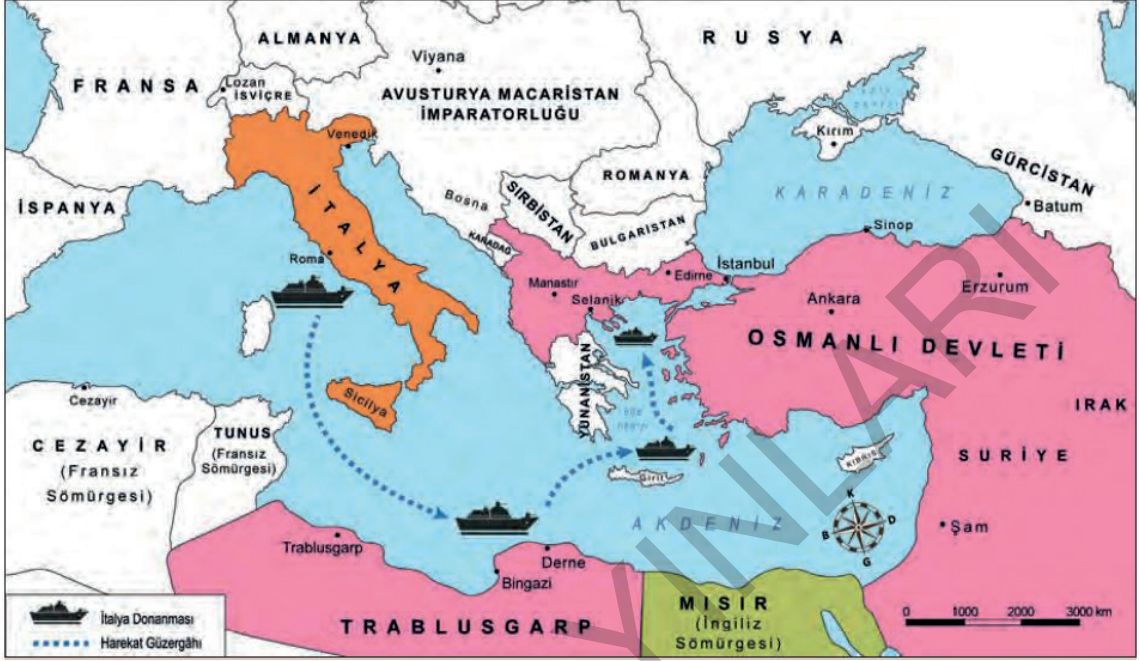 ALMANYA
RUSYA
Viyana
FRANSA
Lozan
İSVİÇRE
AVUSTURYA MACARİSTAN
İMPARATORLUĞU
Venedik
Kırım
GÜRCİSTAN
ROMANYA
KARADENİZ
İSPANYA
Bosna
SIRBİSTAN
Batum
BULGARİSTAN
Sinop
KARADAĞ
İTALYA
Roma
Manastır
Edirne
İstanbul
Selanik
Ankara
Erzurum
OSMANLI DEVLETİ
YUNANİSTAN
Sicilya
Cezayir
IRAK
CEZAYİR
(Fransız
Sömürgesi)
TUNUS
(Fransız
Sömürgesi)
SURİYE
KIBRIS
Girit
AKDENİZ
K
B
D
G
Şam
Trablusgarp
Derne
Bingazi
TRABLUSGARP
MISIR
(İngiliz
Sömürgesi)
0 1000 2000 3000 km
İtalya Donanması
Harekat Güzergâhı
YINLARI